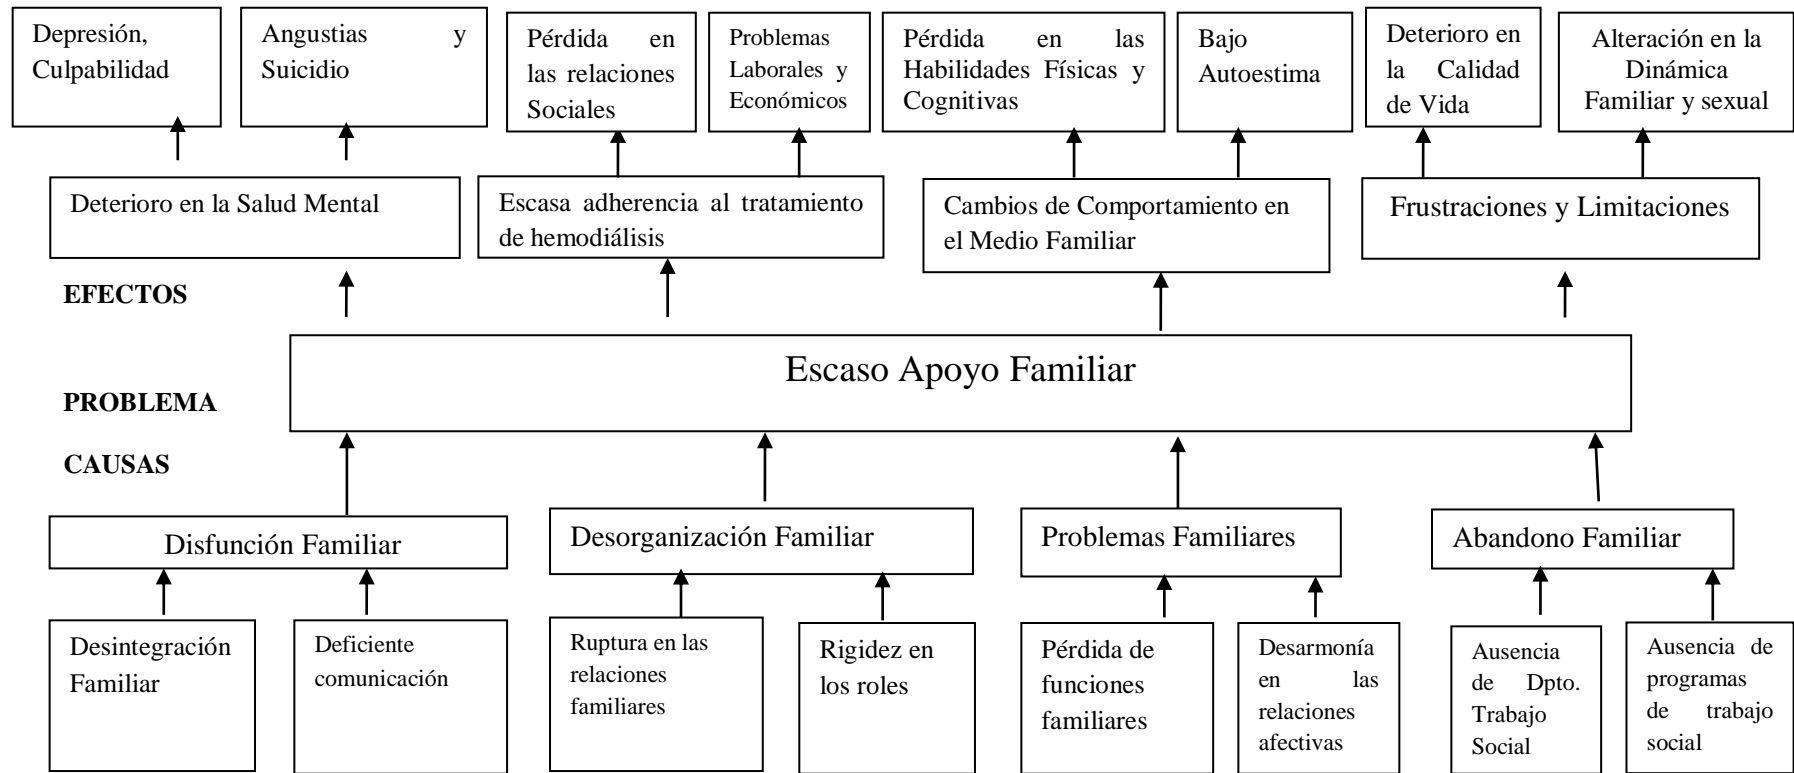 Depresión,
Culpabilidad
Angustias y
Suicidio
Pérdida en
las relaciones
Sociales
Problemas
Laborales y
Económicos
Pérdida en las
Habilidades Físicas y
Cognitivas
Bajo
Autoestima
Deterioro en
la Calidad
de Vida
Alteración en la
Dinámica
Familiar y sexual
Deterioro en la Salud Mental
Escasa adherencia al tratamiento
de hemodiálisis
Cambios de Comportamiento en
el Medio Familiar
Frustraciones y Limitaciones
EFECTOS
Escaso Apoyo Familiar
PROBLEMA
CAUSAS
Disfunción Familiar
Desorganización Familiar
Problemas Familiares
Abandono Familiar
Desintegración
Familiar
Deficiente
comunicación
Ruptura en las
relaciones
familiares
Rigidez en
los roles
Pérdida de
funciones
familiares
Desarmonía
en las
relaciones
afectivas
Ausencia
de Dpto.
Trabajo
Social
Ausencia de
programas
de trabajo
social